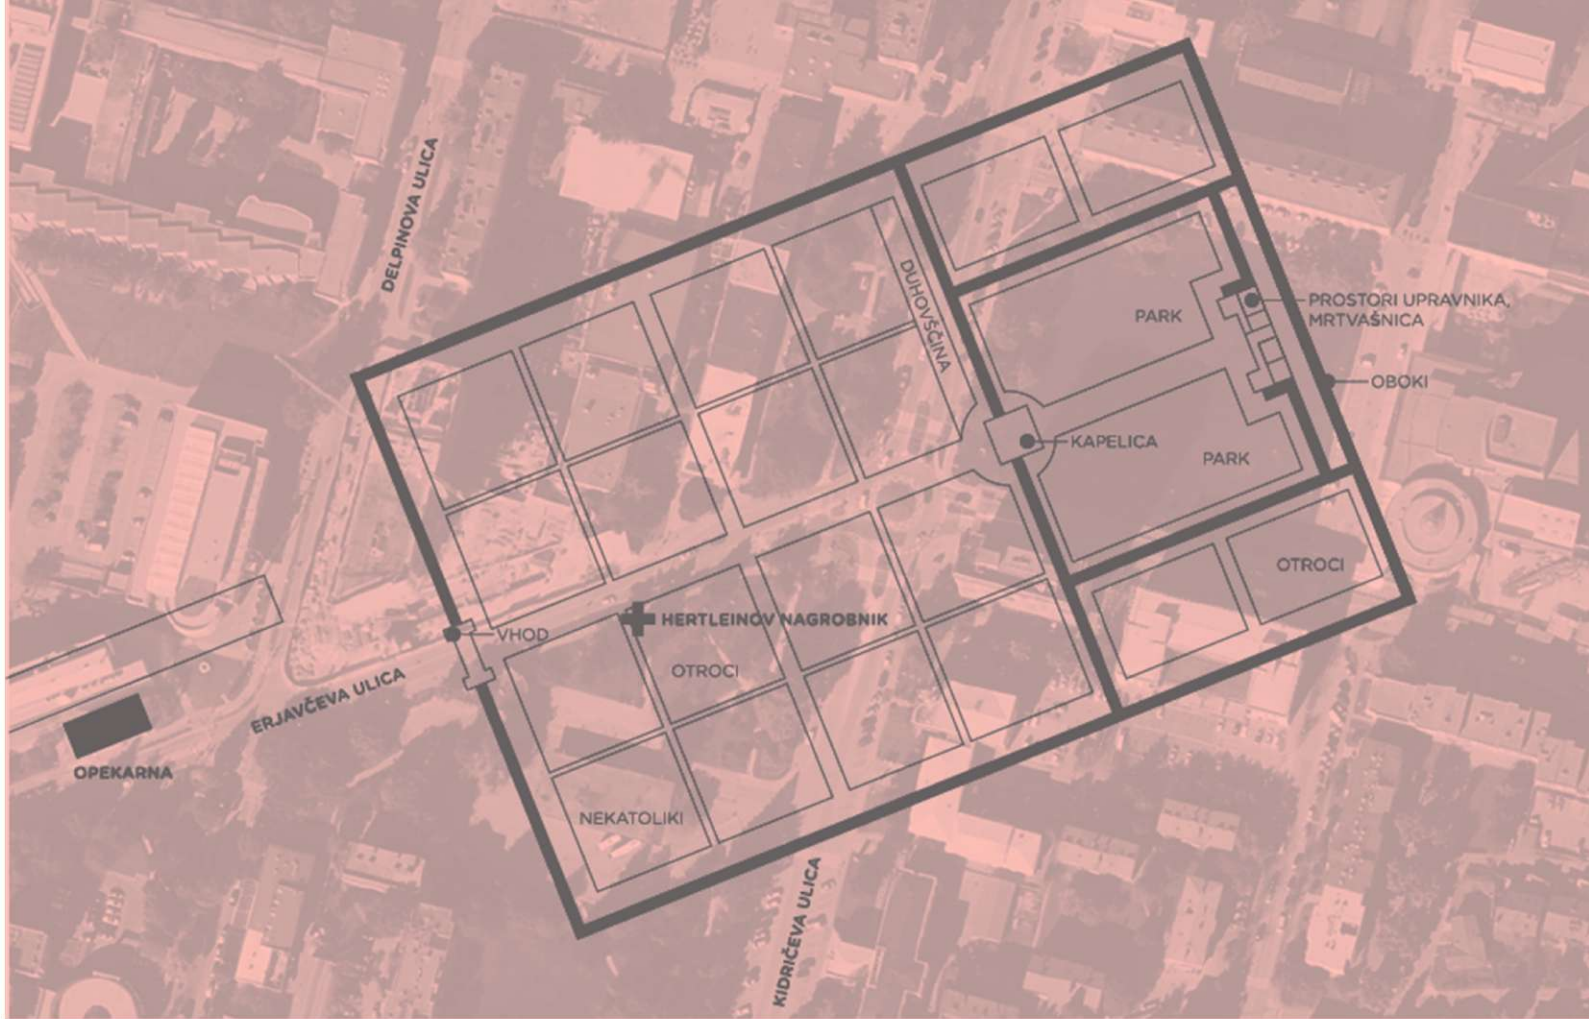 DELPINOVA ULICA
DUHOVŠČINA
PARK
PROSTORI UPRAVNIKA,
MRTVAŠNICA
OBOKI
KAPELICA
PARK
OTROCI
HERTLEINOV NAGROBNIK
VHOD
OTROCI
ERJAVČEVA ULICA
OPEKARNA
NEKATOLIKI
KIDRIČEVA ULICA